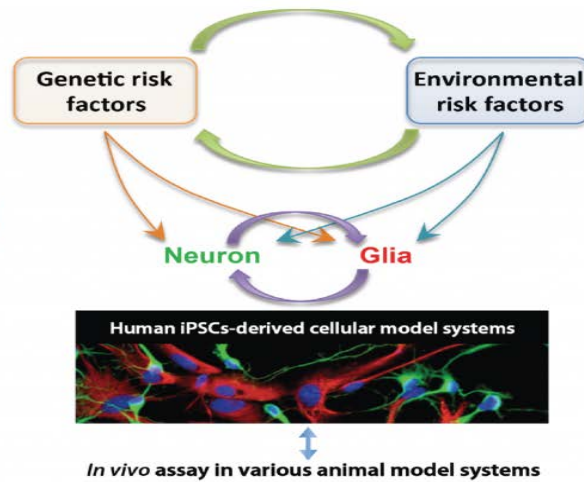 Genetic risk
factors
Environmental
risk factors
Neuron
Glia
Human iPSCs-derived cellular model systems
In vivo assay in various animal model systems